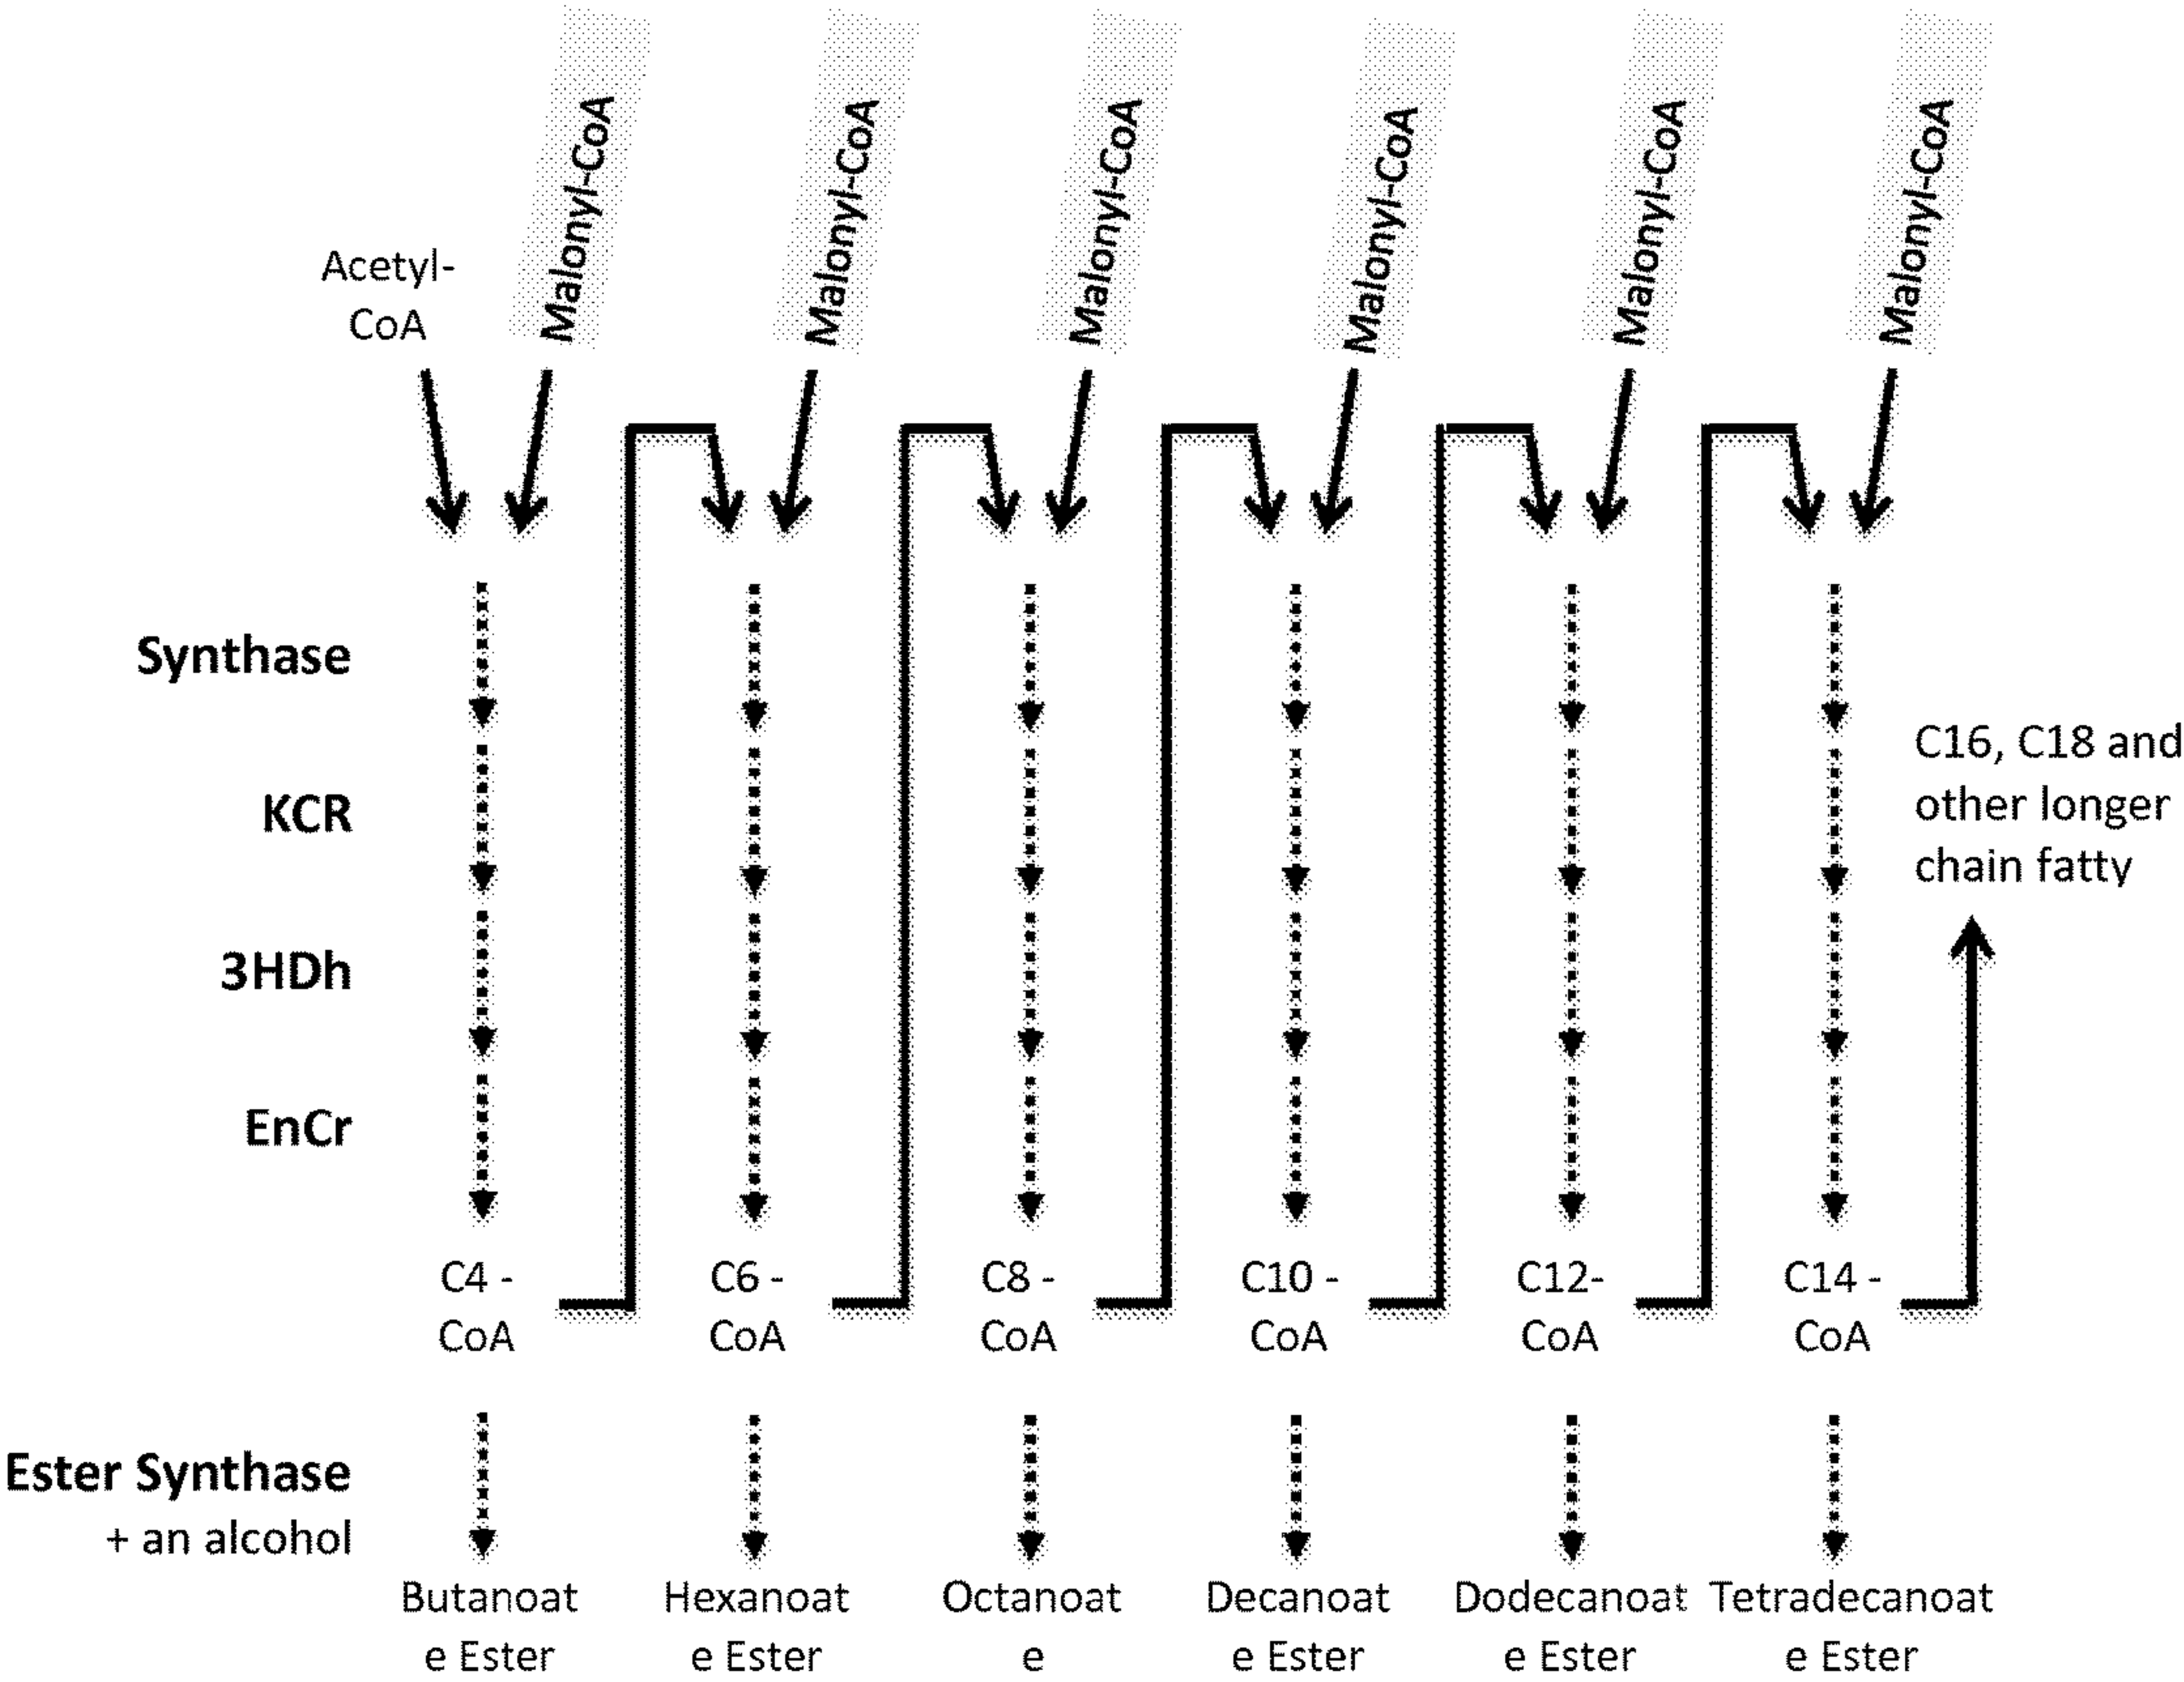 Malonyl-CoA
Malonyl-CoA
Malonyl-CoA
Malonyl-CoA
Malonyl-CoA
Malonyl-CoA
Acetyl-
CoA
Synthase
KCR
3HDh
EnCr
C16, C18 and
other longer
chain fatty
C4 -
CoA
C6 -
CoA
C8 -
CoA
C10 -
CoA
C12-
CoA
C14 -
CoA
Ester Synthase
+ an alcohol
Butanoat
e Ester
Hexanoat
e Ester
Octanoat
e
Decanoat
e Ester
Dodecanoat
e Ester
Tetradecanoat
e Ester